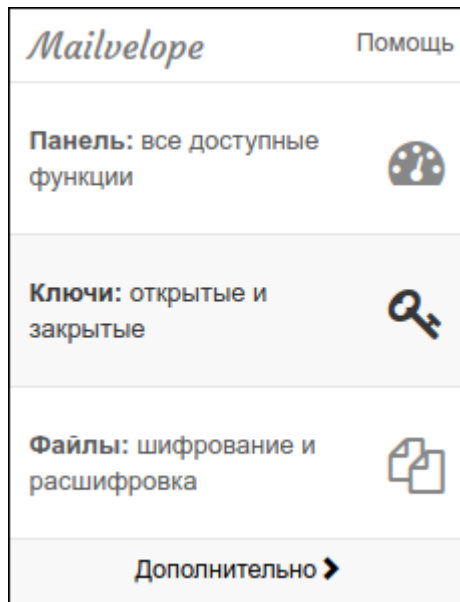 Mailvelope
Помощь
Панель: все доступные
функции
Ключи: открытые и
закрытые
Файлы: шифрование и
расшифровка
Дополнительно